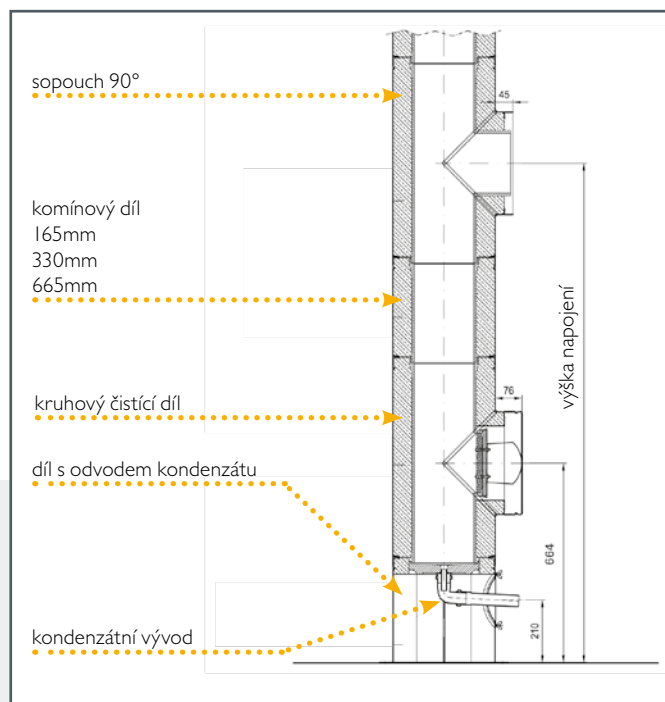 sopouch 90°
45
komínový díl
165mm
330mm
665mm
výška napojení
76
kruhový čistící díl
díl s odvodem kondenzátu
664
210
kondenzátní vývod